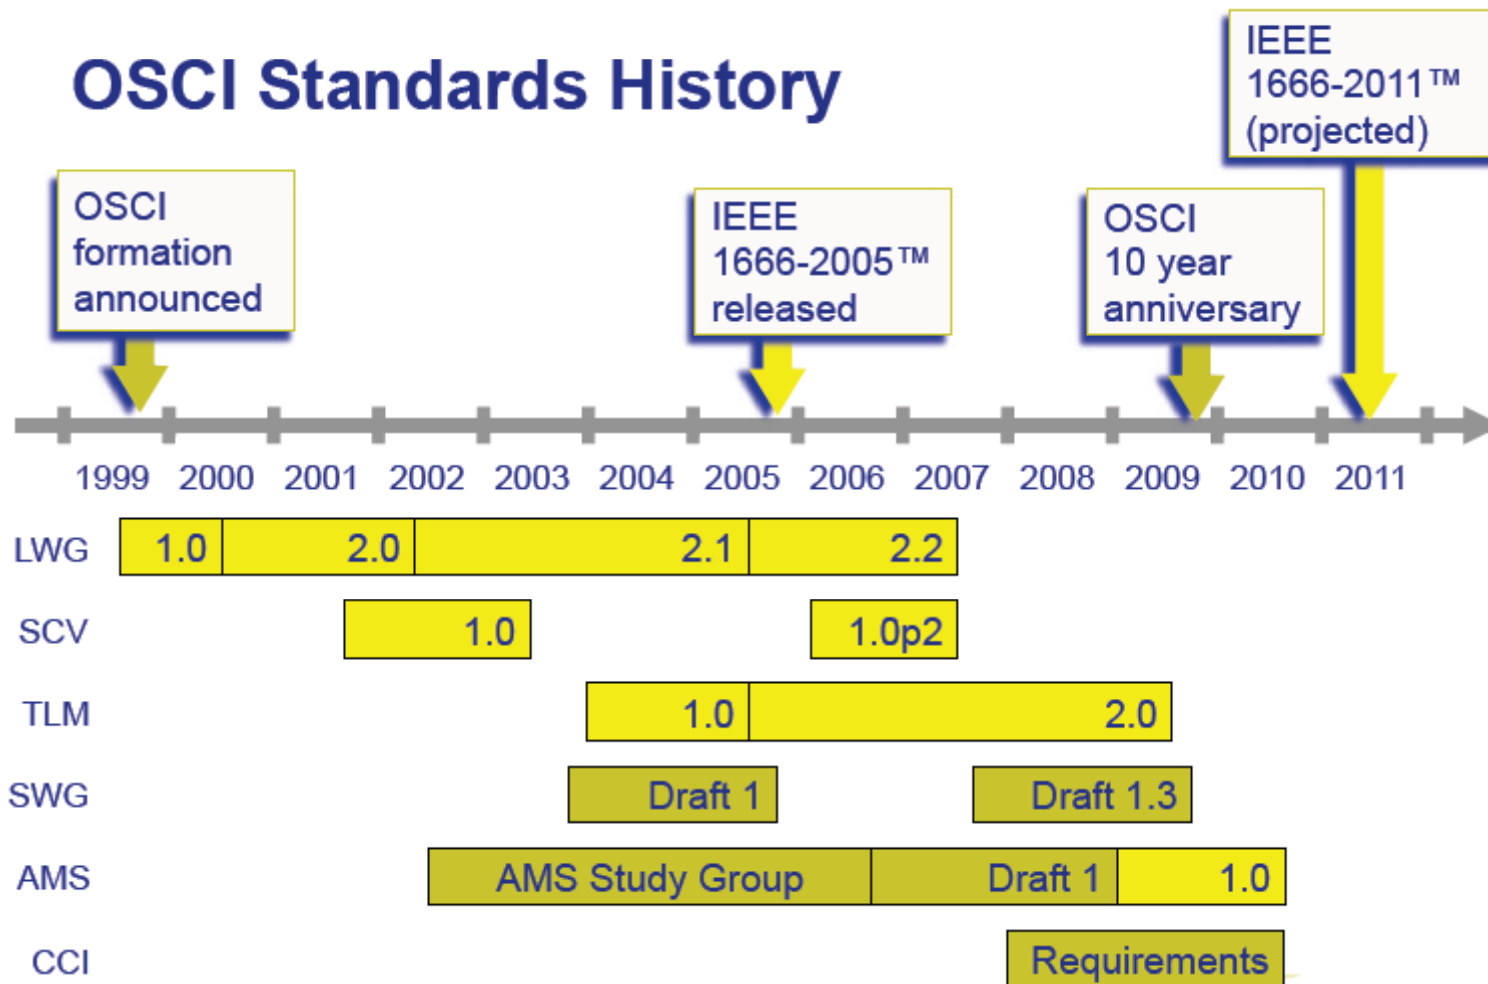 OSCI Standards History
IEEE
1666-2011™
(projected)
OSCI
formation
announced
IEEE
1666-2005™
released
OSCI
10 year
anniversary
1999 2000 2001 2002 2003 2004 2005 2006 2007 2008 2009 2010 2011
LWG 1.0 2.0 2.1 2.2
SCV 1.0 1.0p2
TLM 1.0 2.0
SWG Draft 1 Draft 1.3
AMS AMS Study Group Draft 1 1.0
CCI Requirements